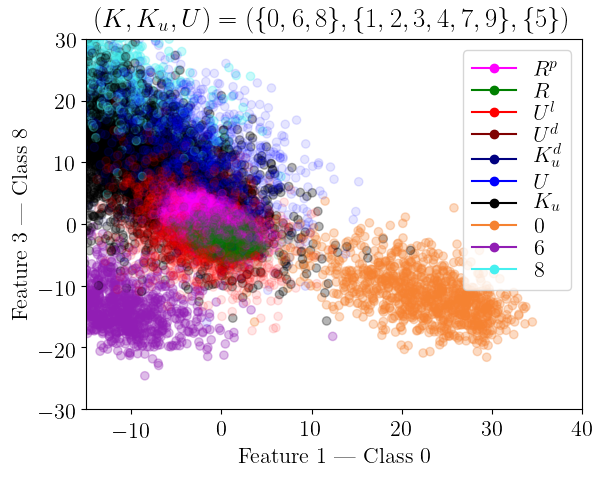 (K, K_u, U) = ({0, 6, 8}, {1, 2, 3, 4, 7, 9}, {5})
30
20
10
0
−10
−20
−30
Feature 3 — Class 8
R^p
R
U^l
U^d
K_u^d
U
K_u
0
6
8
−10
0
10
20
30
40
Feature 1 — Class 0